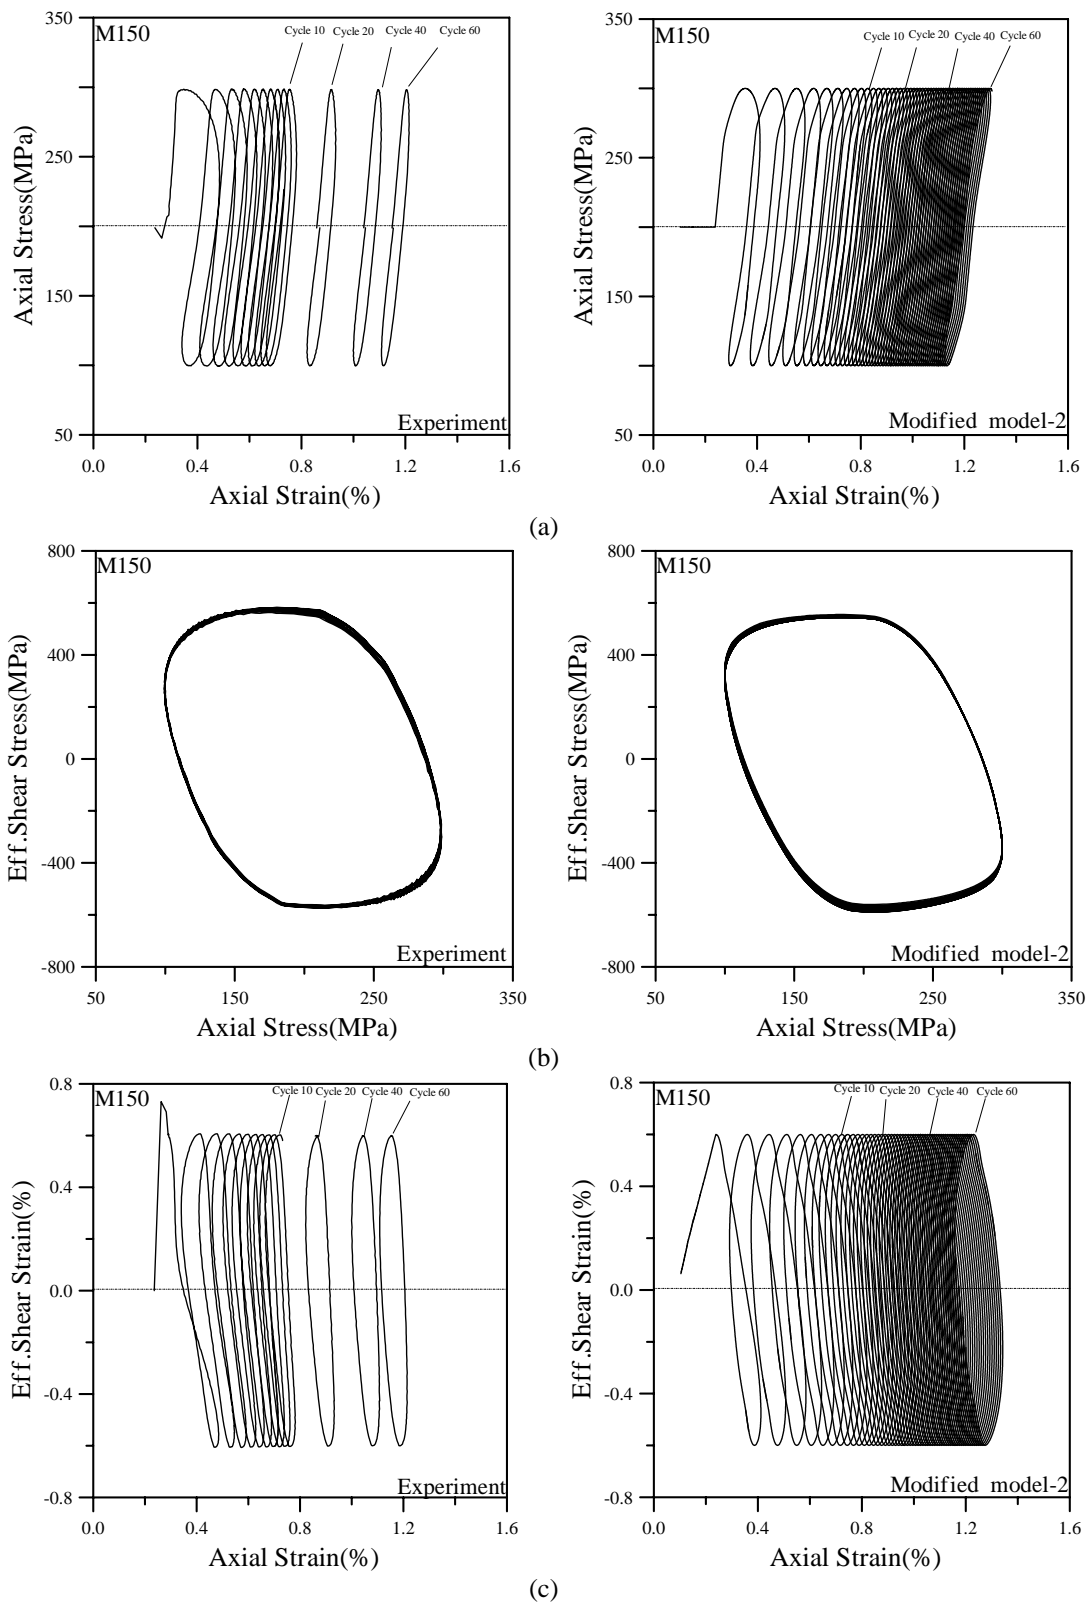 350
M150
Cycle 10 Cycle 20 Cycle 40 Cycle 60
250
150
50
Axial Stress(MPa)
Experiment
0.0 0.4 0.8 1.2 1.6
Axial Strain(%)
350
M150
Cycle 10 Cycle 20 Cycle 40 Cycle 60
250
150
50
Axial Stress(MPa)
Modified model-2
0.0 0.4 0.8 1.2 1.6
Axial Strain(%)
(a)
800
M150
400
0
-400
-800
Eff.Shear Stress(MPa)
Experiment
50 150 250 350
Axial Stress(MPa)
800
M150
400
0
-400
-800
Eff.Shear Stress(MPa)
Modified model-2
50 150 250 350
Axial Stress(MPa)
(b)
0.8
M150
Cycle 10 Cycle 20 Cycle 40 Cycle 60
0.4
0.0
-0.4
-0.8
Eff.Shear Strain(%)
Experiment
0.0 0.4 0.8 1.2 1.6
Axial Strain(%)
0.8
M150
Cycle 10 Cycle 20 Cycle 40 Cycle 60
0.4
0.0
-0.4
-0.8
Eff.Shear Strain(%)
Modified model-2
0.0 0.4 0.8 1.2 1.6
Axial Strain(%)
(c)